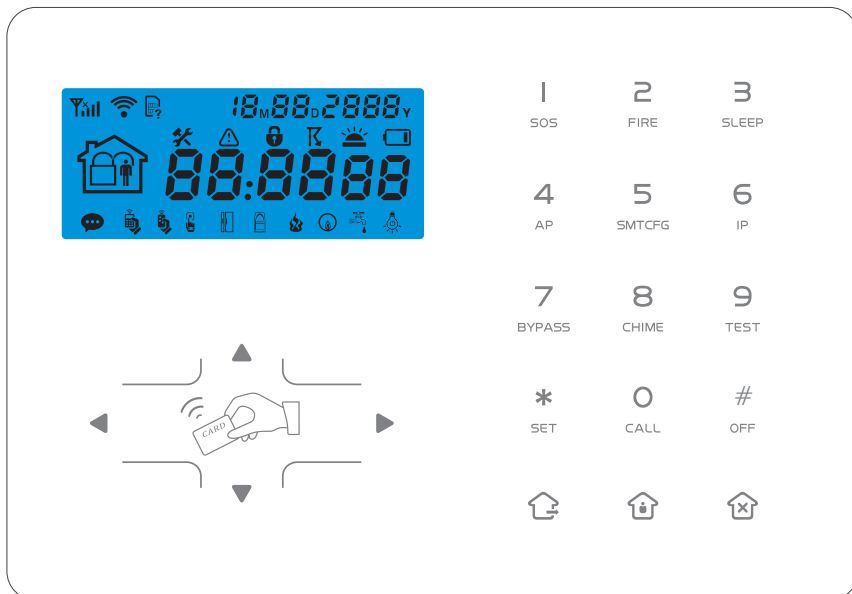 18M88D2888Y
88:8888
CARD
1 2 3
SOS FIRE SLEEP
4 5 6
AP SMTCFG IP
7 8 9
BYPASS CHIME TEST
* 0 #
SET CALL OFF